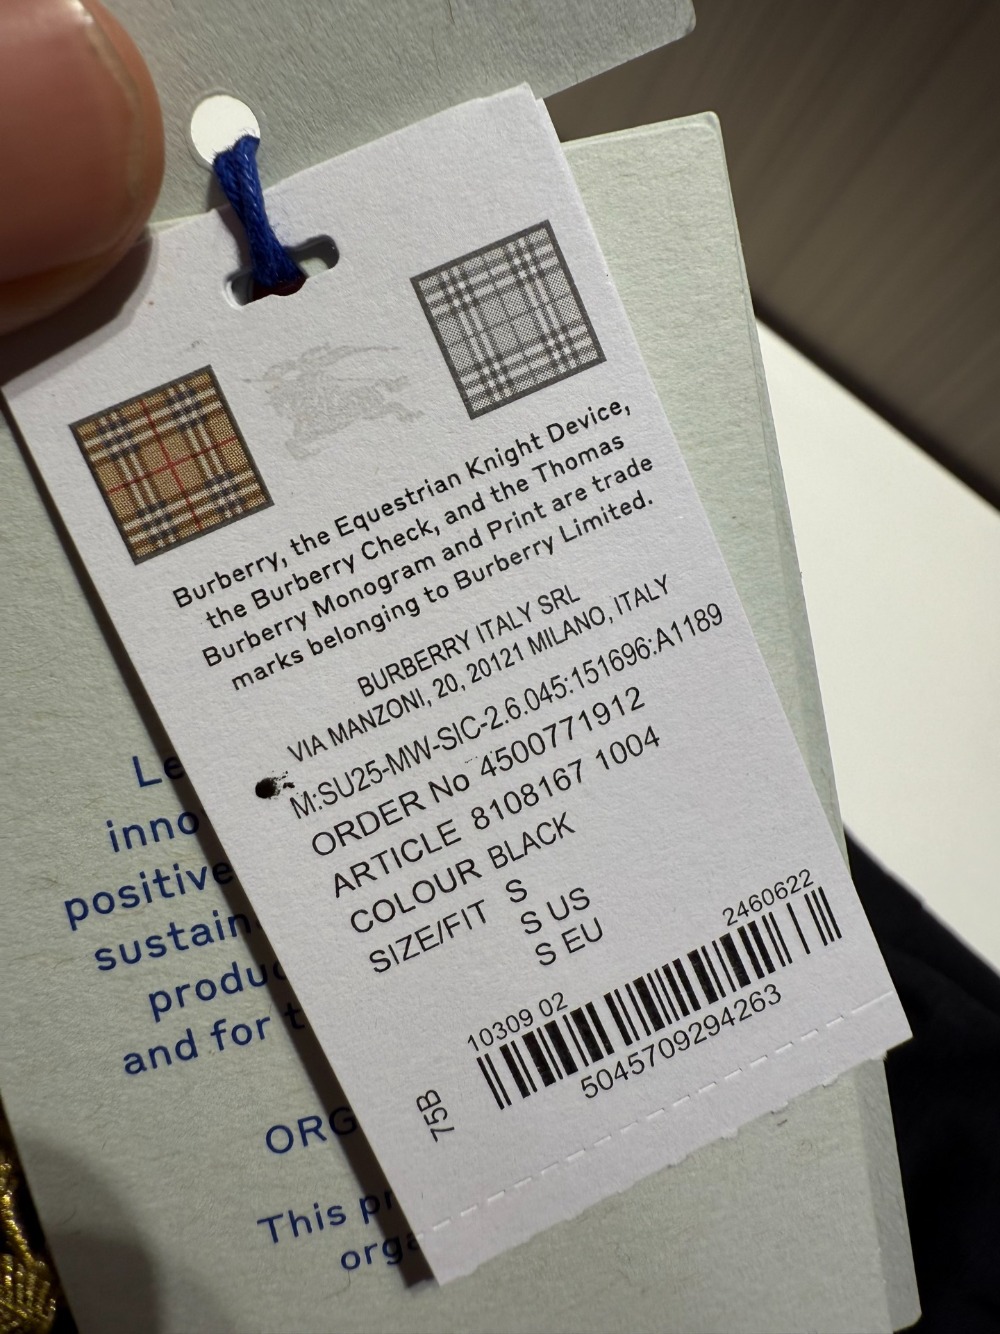 Burberry, the Equestrian Knight Device,
the Burberry Check, and the Thomas
Burberry Monogram and Print are trade
marks belonging to Burberry Limited.
BURBERRY ITALY SRL
VIA MANZONI, 20, 20121 MILANO, ITALY
M:SU25-MW-SIC-2.6.045:151696:A1189
ORDER No 4500771912
ARTICLE 8108167 1004
COLOUR BLACK
SIZE/FIT S
S US
S EU
10309 02 2460622
5045709294263
75B
Le
inno
positive
sustain
produc
and for t
ORG
This pr
orga